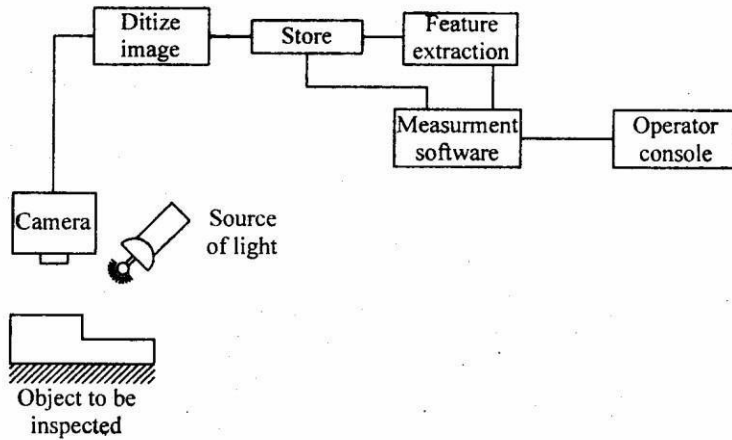 Ditize
image
Store
Feature
extraction
Measurment
software
Operator
console
Camera
Source
of light
Object to be
inspected